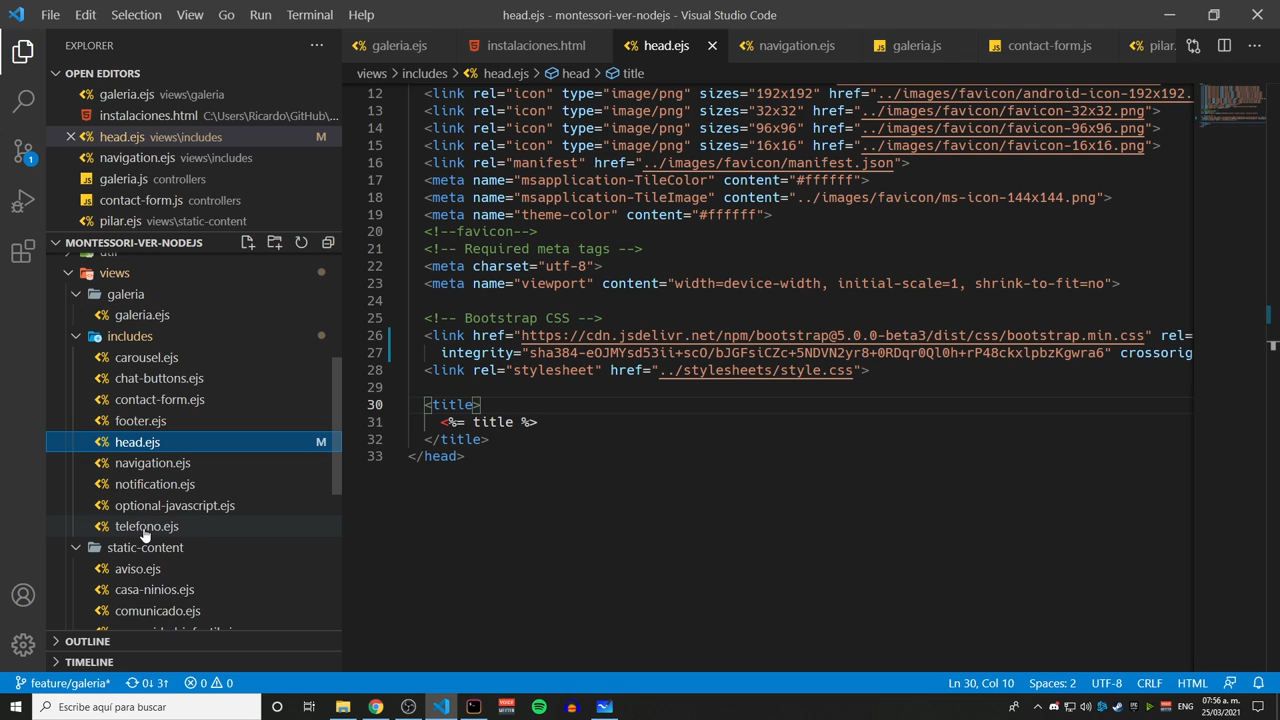 File Edit Selection View Go Run Terminal Help
head.ejs - montessori-ver-nodejs - Visual Studio Code
EXPLORER
galeria.ejs
instalaciones.html
head.ejs
navigation.ejs
galeria.js
contact-form.js
pilar.
views > includes > head.ejs > head > title
OPEN EDITORS
galeria.ejs views\galeria
instalaciones.html C:\Users\Ricardo\GitHub\...
head.ejs views\includes M
navigation.ejs views\includes
galeria.js controllers
contact-form.js controllers
pilar.ejs views\static-content
MONTESSORI-VER-NODEJS
views
galeria
galeria.ejs
includes
carousel.ejs
chat-buttons.ejs
contact-form.ejs
footer.ejs
head.ejs M
navigation.ejs
notification.ejs
optional-javascript.ejs
telefono.ejs
static-content
aviso.ejs
casa-ninios.ejs
comunicado.ejs
OUTLINE
TIMELINE
12 <link rel="icon" type="image/png" sizes="192x192" href="../images/favicon/android-icon-192x192.
13 <link rel="icon" type="image/png" sizes="32x32" href="../images/favicon/favicon-32x32.png">
14 <link rel="icon" type="image/png" sizes="96x96" href="../images/favicon/favicon-96x96.png">
15 <link rel="icon" type="image/png" sizes="16x16" href="../images/favicon/favicon-16x16.png">
16 <link rel="manifest" href="../images/favicon/manifest.json">
17 <meta name="msapplication-TileColor" content="#ffffff">
18 <meta name="msapplication-TileImage" content="../images/favicon/ms-icon-144x144.png">
19 <meta name="theme-color" content="#ffffff">
20 <!--favicon-->
21 <!-- Required meta tags -->
22 <meta charset="utf-8">
23 <meta name="viewport" content="width=device-width, initial-scale=1, shrink-to-fit=no">
24
25 <!-- Bootstrap CSS -->
26 <link href="https://cdn.jsdelivr.net/npm/bootstrap@5.0.0-beta3/dist/css/bootstrap.min.css" rel=
27 integrity="sha384-eOJMYsd53ii+scO/bJGFsiCZc+5NDVN2yr8+0RDqr0Ql0h+rP48ckxlpbzKgwra6" crossorig
28 <link rel="stylesheet" href="../stylesheets/style.css">
29
30 <title>
31 <%= title %>
32 </title>
33 </head>
feature/galeria* 0↓ 3↑ 0 0
Ln 30, Col 10 Spaces: 2 UTF-8 CRLF HTML
Escribe aquí para buscar
ENG
07:56 a. m.
25/03/2021